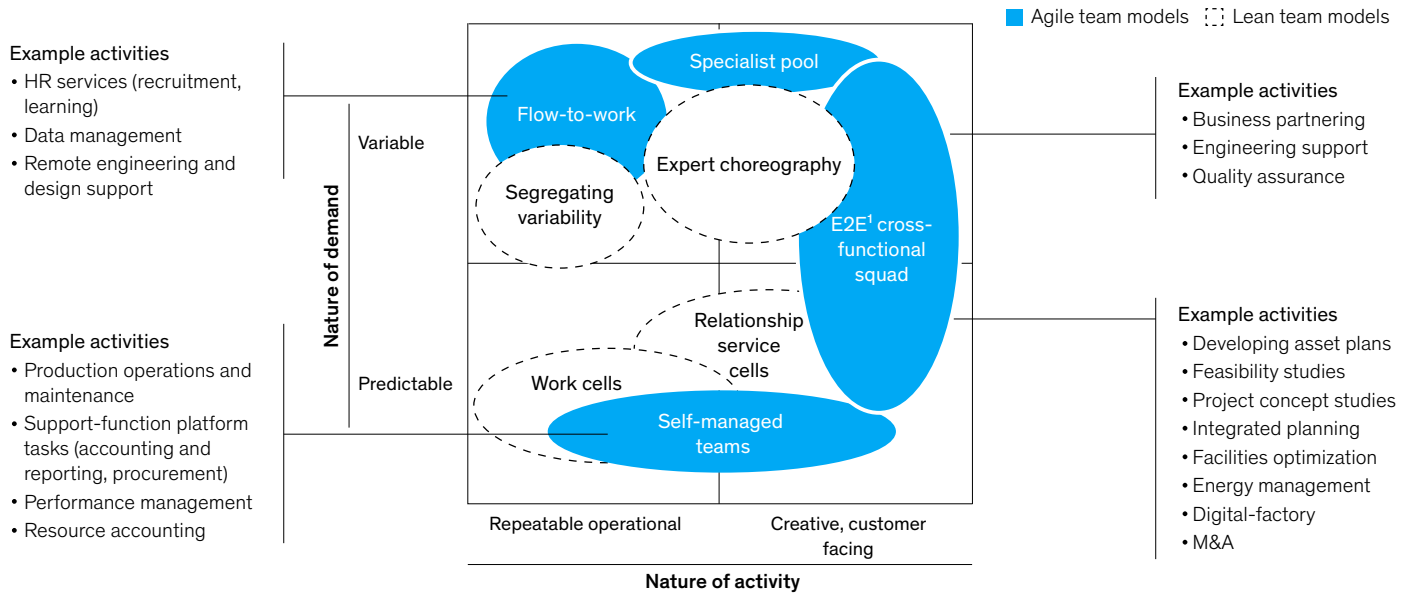 Agile team models
Lean team models
Example activities
• HR services (recruitment,
learning)
• Data management
• Remote engineering and
design support
Example activities
• Production operations and
maintenance
• Support-function platform
tasks (accounting and
reporting, procurement)
• Performance management
• Resource accounting
Nature of demand
Variable
Predictable
Specialist pool
Flow-to-work
Expert choreography
Segregating
variability
E2E¹ cross-
functional
squad
Relationship
service
cells
Work cells
Self-managed
teams
Repeatable operational
Creative, customer
facing
Nature of activity
Example activities
• Business partnering
• Engineering support
• Quality assurance
Example activities
• Developing asset plans
• Feasibility studies
• Project concept studies
• Integrated planning
• Facilities optimization
• Energy management
• Digital-factory
• M&A